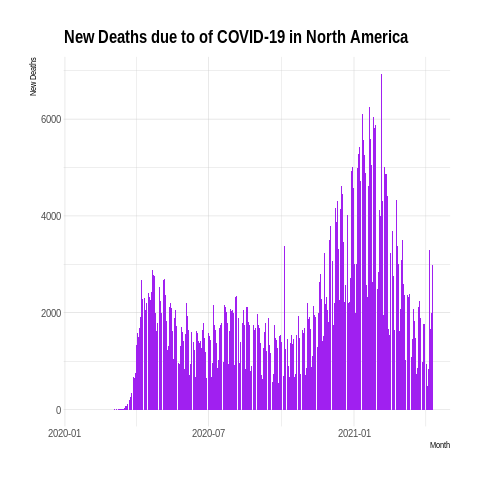 New Deaths due to of COVID-19 in North America
New Deaths
6000
4000
2000
0
2020-01
2020-07
2021-01
Month